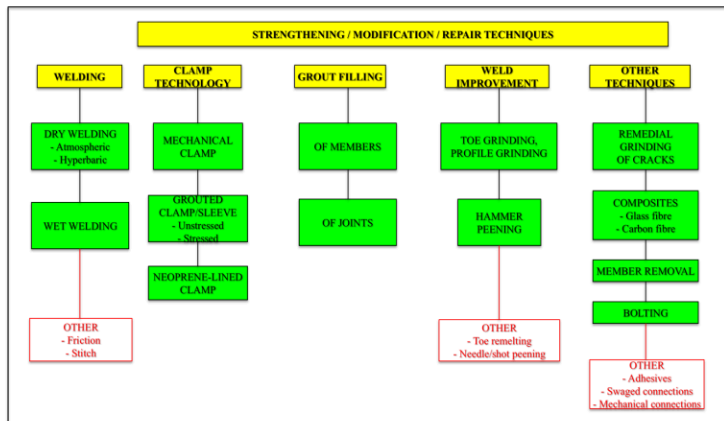 STRENGTHENING / MODIFICATION / REPAIR TECHNIQUES
WELDING
DRY WELDING
- Atmospheric
- Hyperbaric
WET WELDING
OTHER
- Friction
- Stitch
CLAMP
TECHNOLOGY
MECHANICAL
CLAMP
GROUTED
CLAMP/SLEEVE
- Unstressed
- Stressed
NEOPRENE-LINED
CLAMP
GROUT FILLING
OF MEMBERS
OF JOINTS
WELD
IMPROVEMENT
TOE GRINDING,
PROFILE GRINDING
HAMMER
PEENING
OTHER
- Toe remelting
- Needle/shot peening
OTHER
TECHNIQUES
REMEDIAL
GRINDING
OF CRACKS
COMPOSITES
- Glass fibre
- Carbon fibre
MEMBER REMOVAL
BOLTING
OTHER
- Adhesives
- Swaged connections
- Mechanical connections